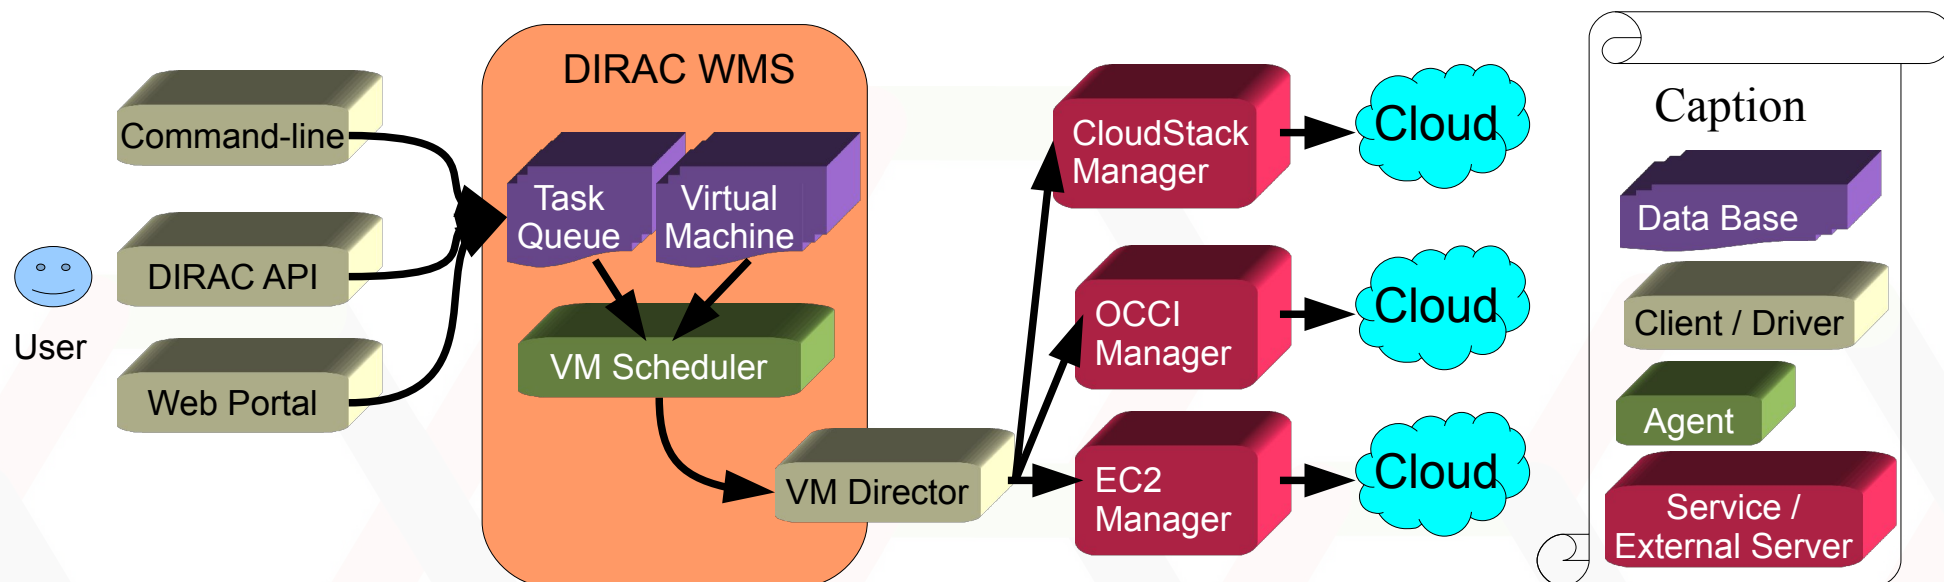 User
Command-line
DIRAC API
Web Portal
DIRAC WMS
Task
Queue
Virtual
Machine
VM Scheduler
VM Director
CloudStack
Manager
Cloud
OCCI
Manager
Cloud
EC2
Manager
Cloud
Caption
Data Base
Client / Driver
Agent
Service /
External Server